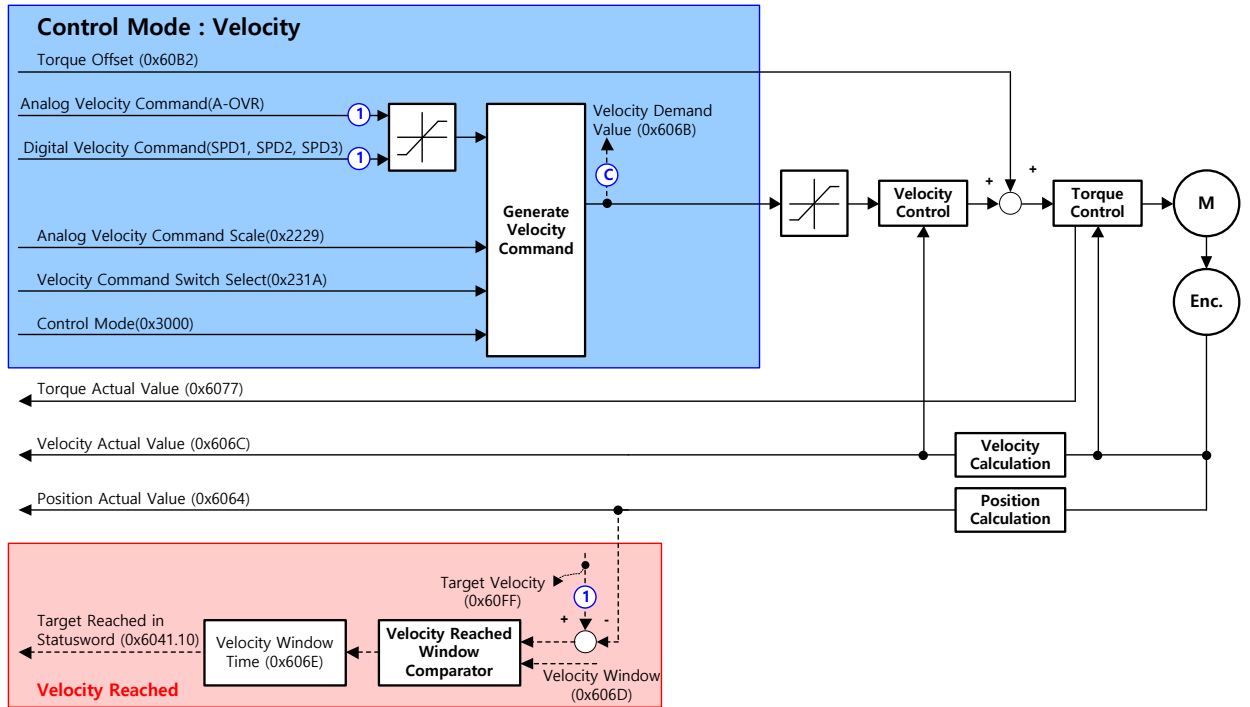 Control Mode : Velocity
Torque Offset (0x60B2)
Analog Velocity Command(A-OVR)
1
Digital Velocity Command(SPD1, SPD2, SPD3)
1
Velocity Demand
Value (0x606B)
C
Generate
Velocity
Command
Analog Velocity Command Scale(0x2229)
Velocity Command Switch Select(0x231A)
Control Mode(0x3000)
Velocity
Control
+
+
Torque
Control
M
Enc.
Torque Actual Value (0x6077)
Velocity Actual Value (0x606C)
Velocity
Calculation
Position Actual Value (0x6064)
Position
Calculation
Target Velocity
(0x60FF)
1
+
-
Target Reached in
Statusword (0x6041.10)
Velocity Window
Time (0x606E)
Velocity Reached
Window
Comparator
Velocity Window
(0x606D)
Velocity Reached